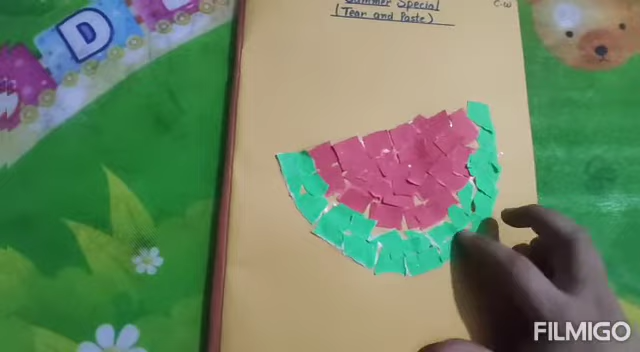 Summer Special
(Tear and Paste)
C.W
D
FILMIGO